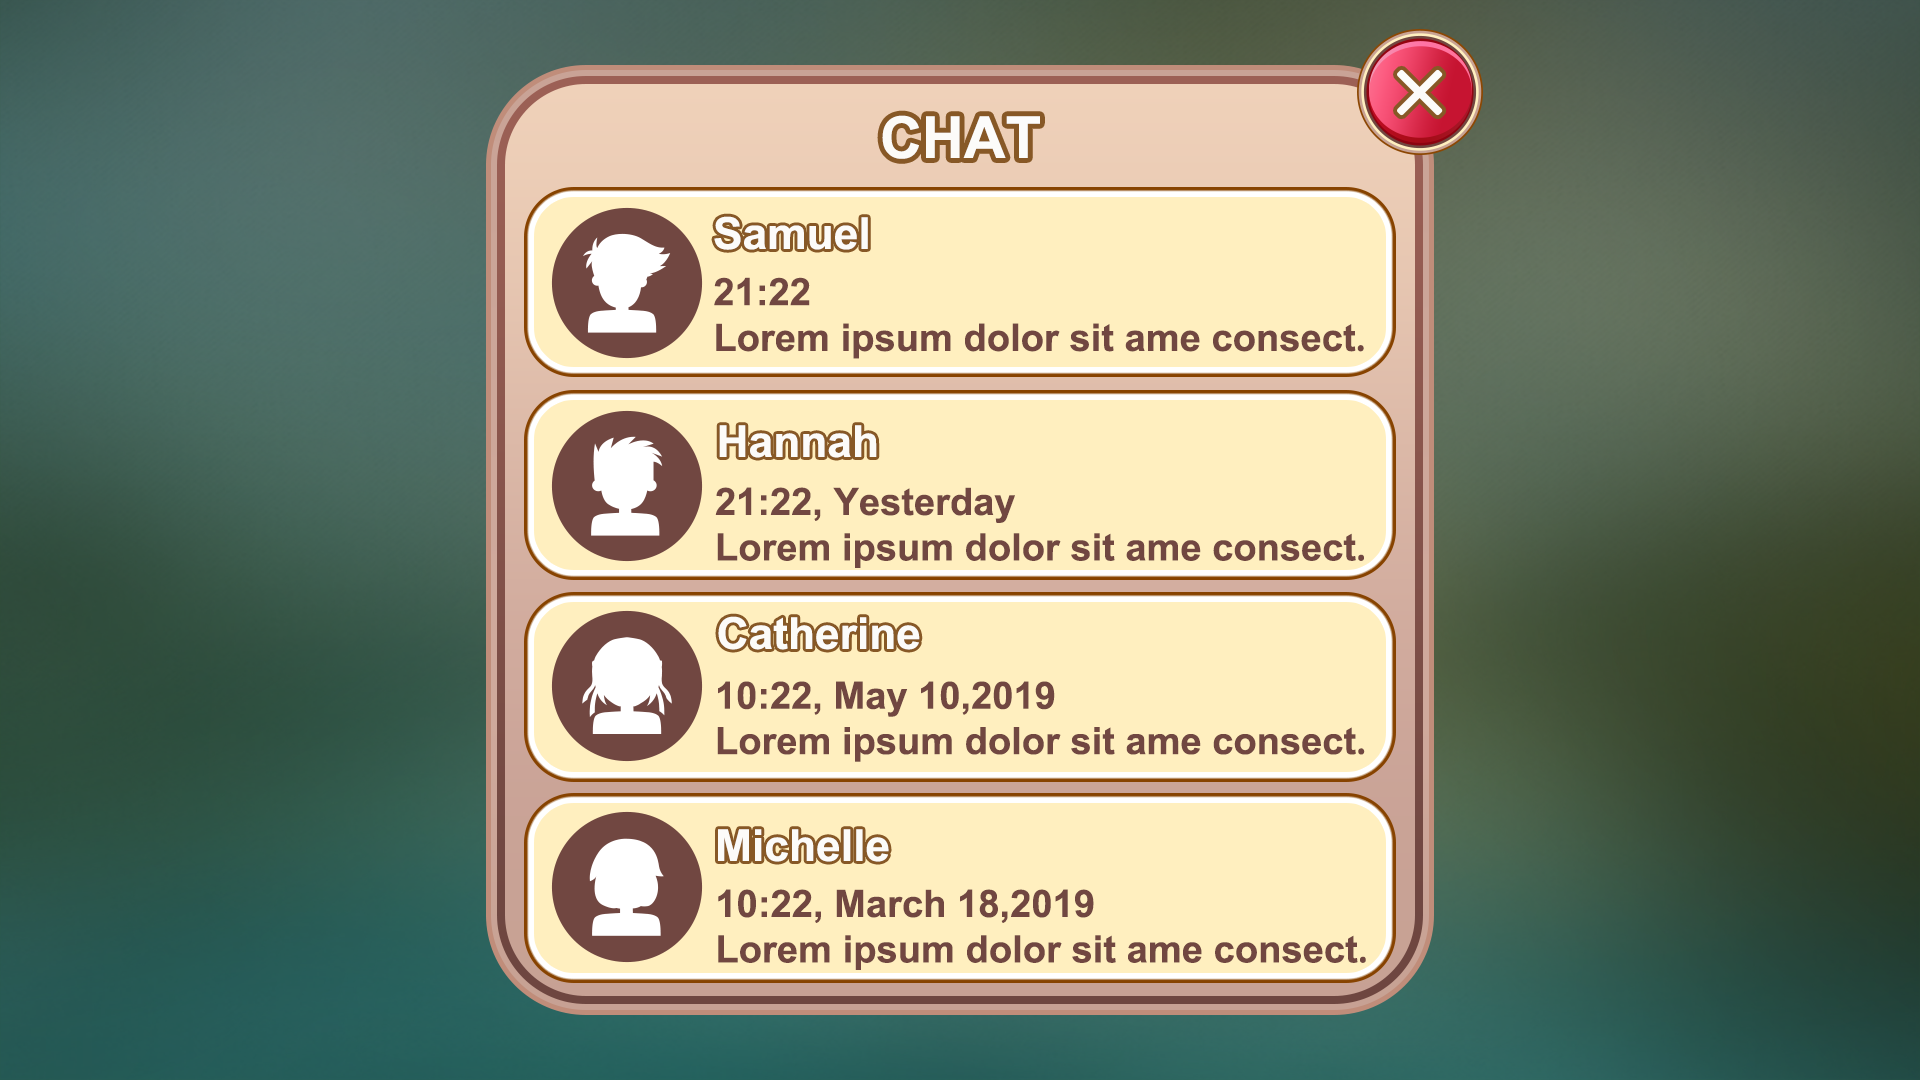 CHAT
Samuel
21:22
Lorem ipsum dolor sit ame consect.
Hannah
21:22, Yesterday
Lorem ipsum dolor sit ame consect.
Catherine
10:22, May 10,2019
Lorem ipsum dolor sit ame consect.
Michelle
10:22, March 18,2019
Lorem ipsum dolor sit ame consect.